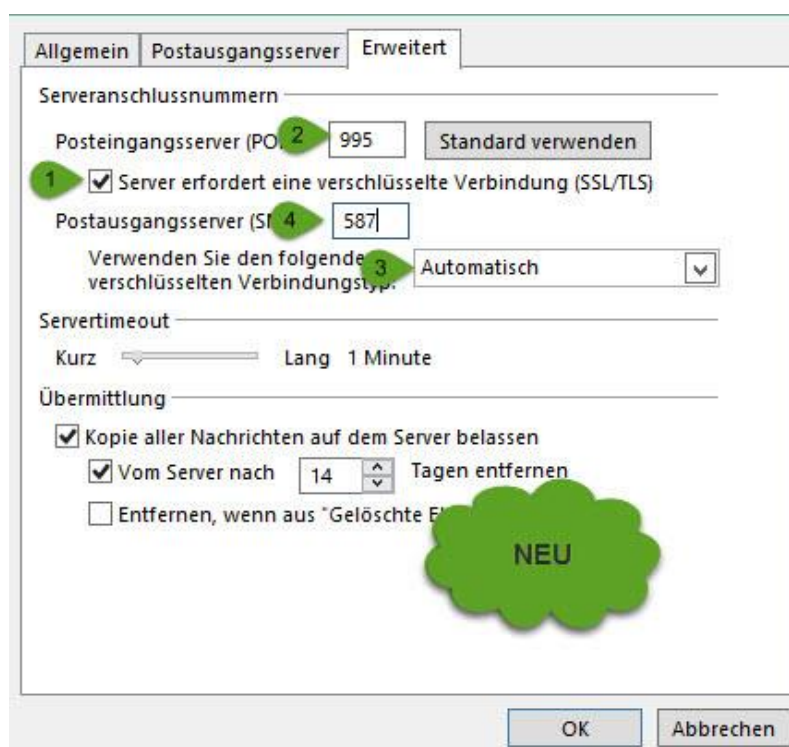 Allgemein Postausgangsserver Erweitert
Serveranschlussnummern
Posteingangsserver (PO 2 995 Standard verwenden
1 Server erfordert eine verschlüsselte Verbindung (SSL/TLS)
Postausgangsserver (S 4 587
Verwenden Sie den folgende
3 Automatisch
verschlüsselten Verbindungstyp:
Servertimeout
Kurz Lang 1 Minute
Übermittlung
Kopie aller Nachrichten auf dem Server belassen
Vom Server nach 14 Tagen entfernen
Entfernen, wenn aus "Gelöschte E
NEU
OK Abbrechen